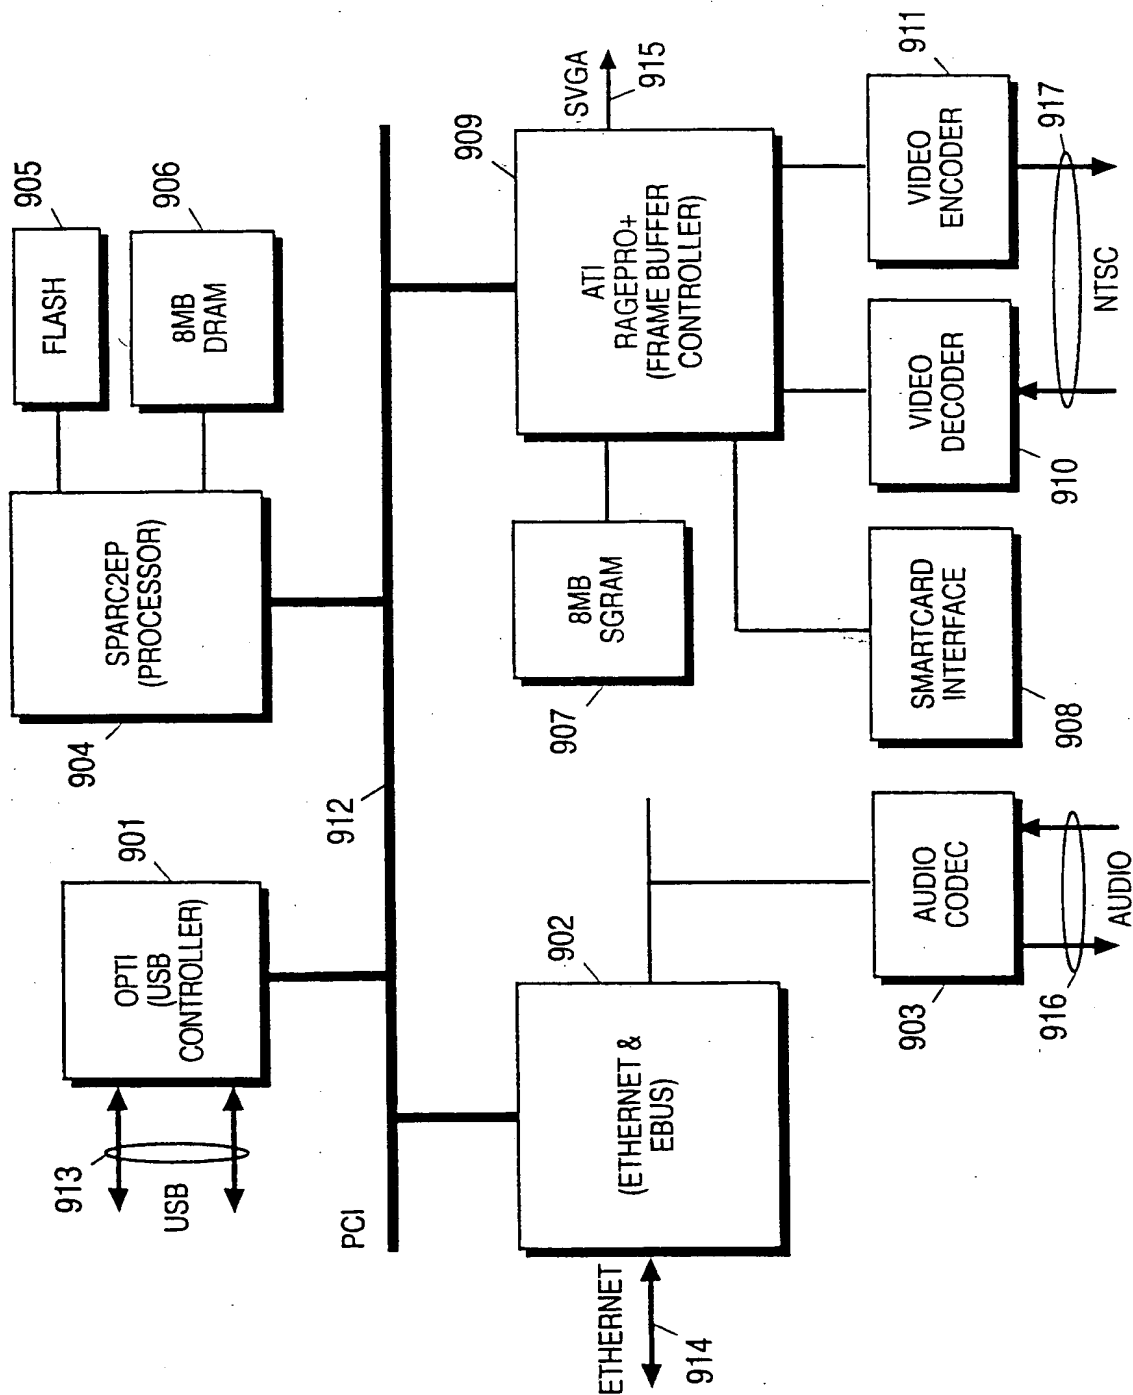 913
USB
OPTI
(USB
CONTROLLER)
901
904
SPARC2EP
(PROCESSOR)
FLASH
905
8MB
DRAM
906
PCI
912
ETHERNET
914
(ETHERNET &
EBUS)
902
907
8MB
SGRAM
ATI
RAGEPRO+
(FRAME BUFFER
CONTROLLER)
909
SVGA
915
903
AUDIO
CODEC
916
AUDIO
SMARTCARD
INTERFACE
908
VIDEO
DECODER
910
VIDEO
ENCODER
911
917
NTSC